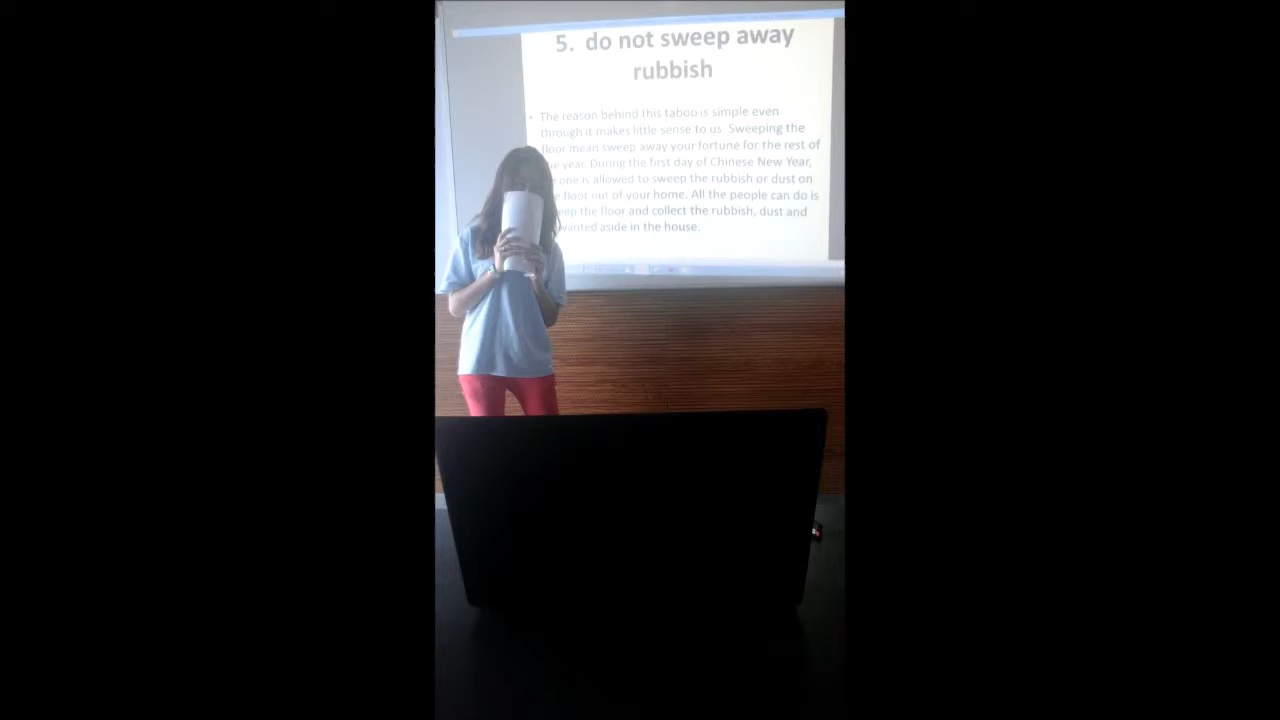 5. do not sweep away
rubbish
• The reason behind this taboo is simple even
through it makes little sense to us. Sweeping the
floor mean sweep away your fortune for the rest of
year. During the first day of Chinese New Year,
one is allowed to sweep the rubbish or dust on
floor out of your home. All the people can do is
the floor and collect the rubbish, dust and
aside in the house.